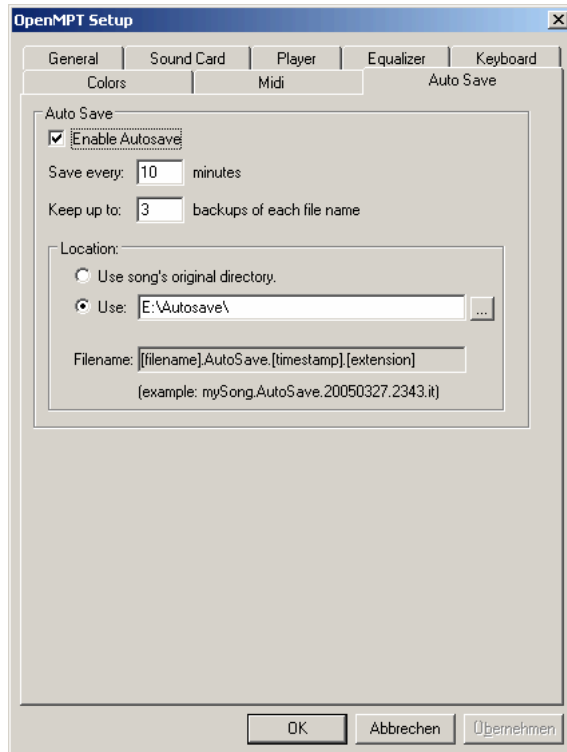 OpenMPT Setup
General Sound Card Player Equalizer Keyboard
Colors Midi Auto Save
Auto Save
Enable Autosave
Save every: 10 minutes
Keep up to: 3 backups of each file name
Location:
Use song's original directory.
Use: E:\Autosave\ ...
Filename: [filename].AutoSave.[timestamp].[extension]
(example: mySong.AutoSave.20050327.2343.it)
OK Abbrechen Übernehmen